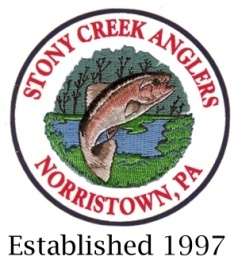 STONY CREEK ANGLERS
NORRISTOWN, PA
Established 1997